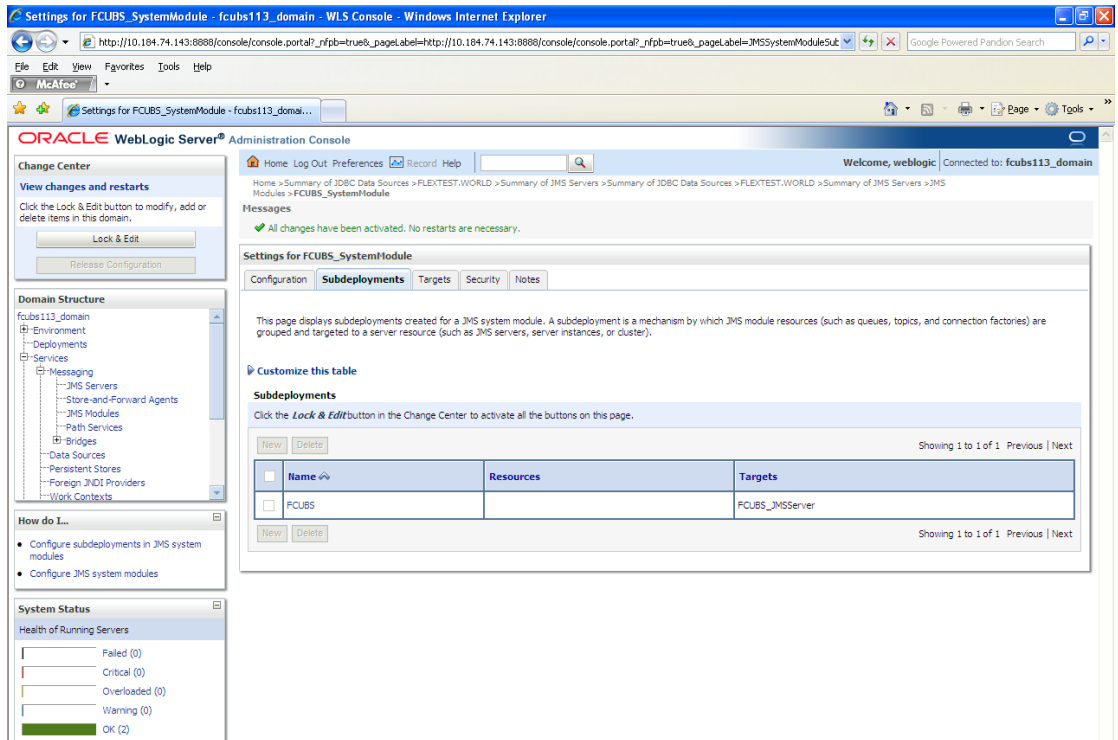 Settings for FCUBS_SystemModule - fcubs113_domain - WLS Console - Windows Internet Explorer
http://10.184.74.143:8888/console/console.portal?_nfpb=true&_pageLabel=http://10.184.74.143:8888/console/console.portal?_nfpb=true&_pageLabel=JMSSystemModuleSub
Google Powered Pandion Search
File Edit View Favorites Tools Help
McAfee
Settings for FCUBS_SystemModule - fcubs113_domai...
Page Tools
ORACLE WebLogic Server® Administration Console
Change Center
View changes and restarts
Click the Lock & Edit button to modify, add or
delete items in this domain.
Lock & Edit
Release Configuration
Domain Structure
fcubs113_domain
Environment
Deployments
Services
Messaging
JMS Servers
Store-and-Forward Agents
JMS Modules
Path Services
Bridges
Data Sources
Persistent Stores
Foreign JNDI Providers
Work Contexts
How do I...
Configure subdeployments in JMS system
modules
Configure JMS system modules
System Status
Health of Running Servers
Failed (0)
Critical (0)
Overloaded (0)
Warning (0)
OK (2)
Home Log Out Preferences Record Help
Welcome, weblogic Connected to: fcubs113_domain
Home >Summary of JDBC Data Sources >FLEXTEST.WORLD >Summary of JMS Servers >Summary of JDBC Data Sources >FLEXTEST.WORLD >Summary of JMS Servers >JMS
Modules >FCUBS_SystemModule
Messages
All changes have been activated. No restarts are necessary.
Settings for FCUBS_SystemModule
Configuration Subdeployments Targets Security Notes
This page displays subdeployments created for a JMS system module. A subdeployment is a mechanism by which JMS module resources (such as queues, topics, and connection factories) are
grouped and targeted to a server resource (such as JMS servers, server instances, or cluster).
Customize this table
Subdeployments
Click the Lock & Edit button in the Change Center to activate all the buttons on this page.
New Delete
Showing 1 to 1 of 1 Previous | Next
Name Resources Targets
FCUBS FCUBS_JMSServer
New Delete
Showing 1 to 1 of 1 Previous | Next